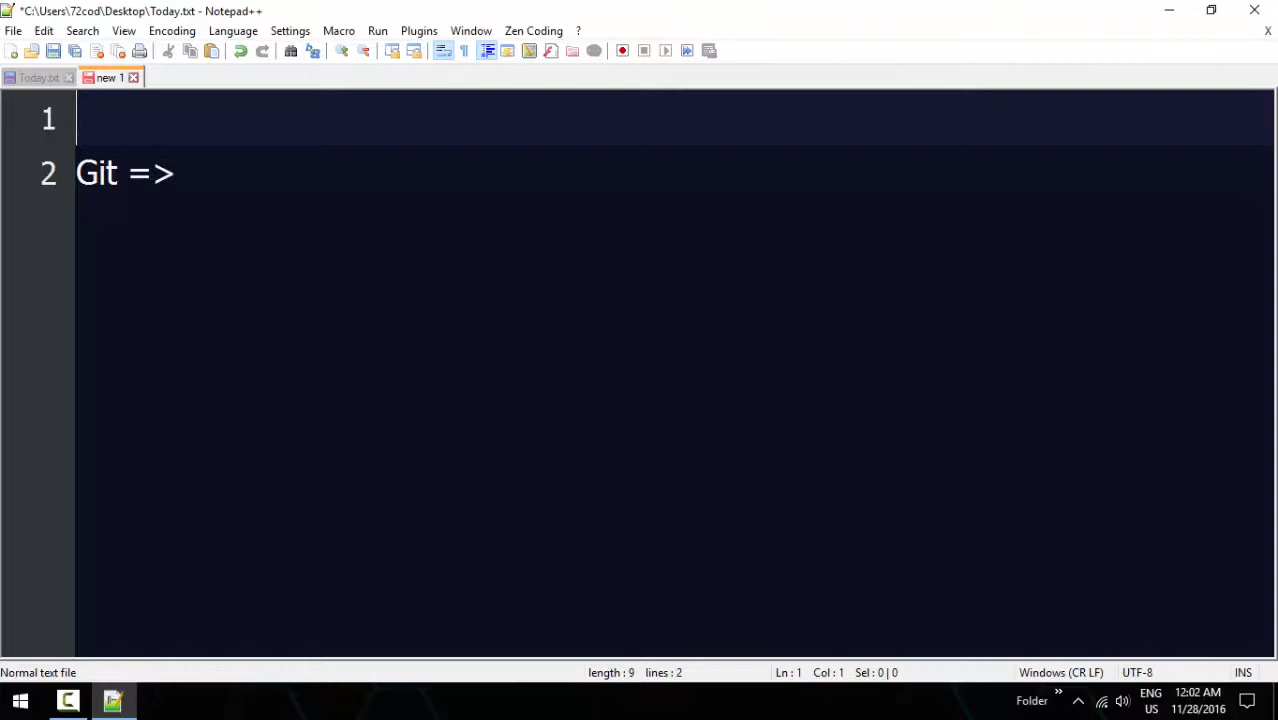 *C:\Users\72cod\Desktop\Today.txt - Notepad++
File Edit Search View Encoding Language Settings Macro Run Plugins Window Zen Coding ? X
Today.txt new 1
1
2 Git =>
Normal text file length : 9 lines : 2 Ln : 1 Col : 1 Sel : 0 | 0 Windows (CR LF) UTF-8 INS
Folder ENG 12:02 AM
US 11/28/2016